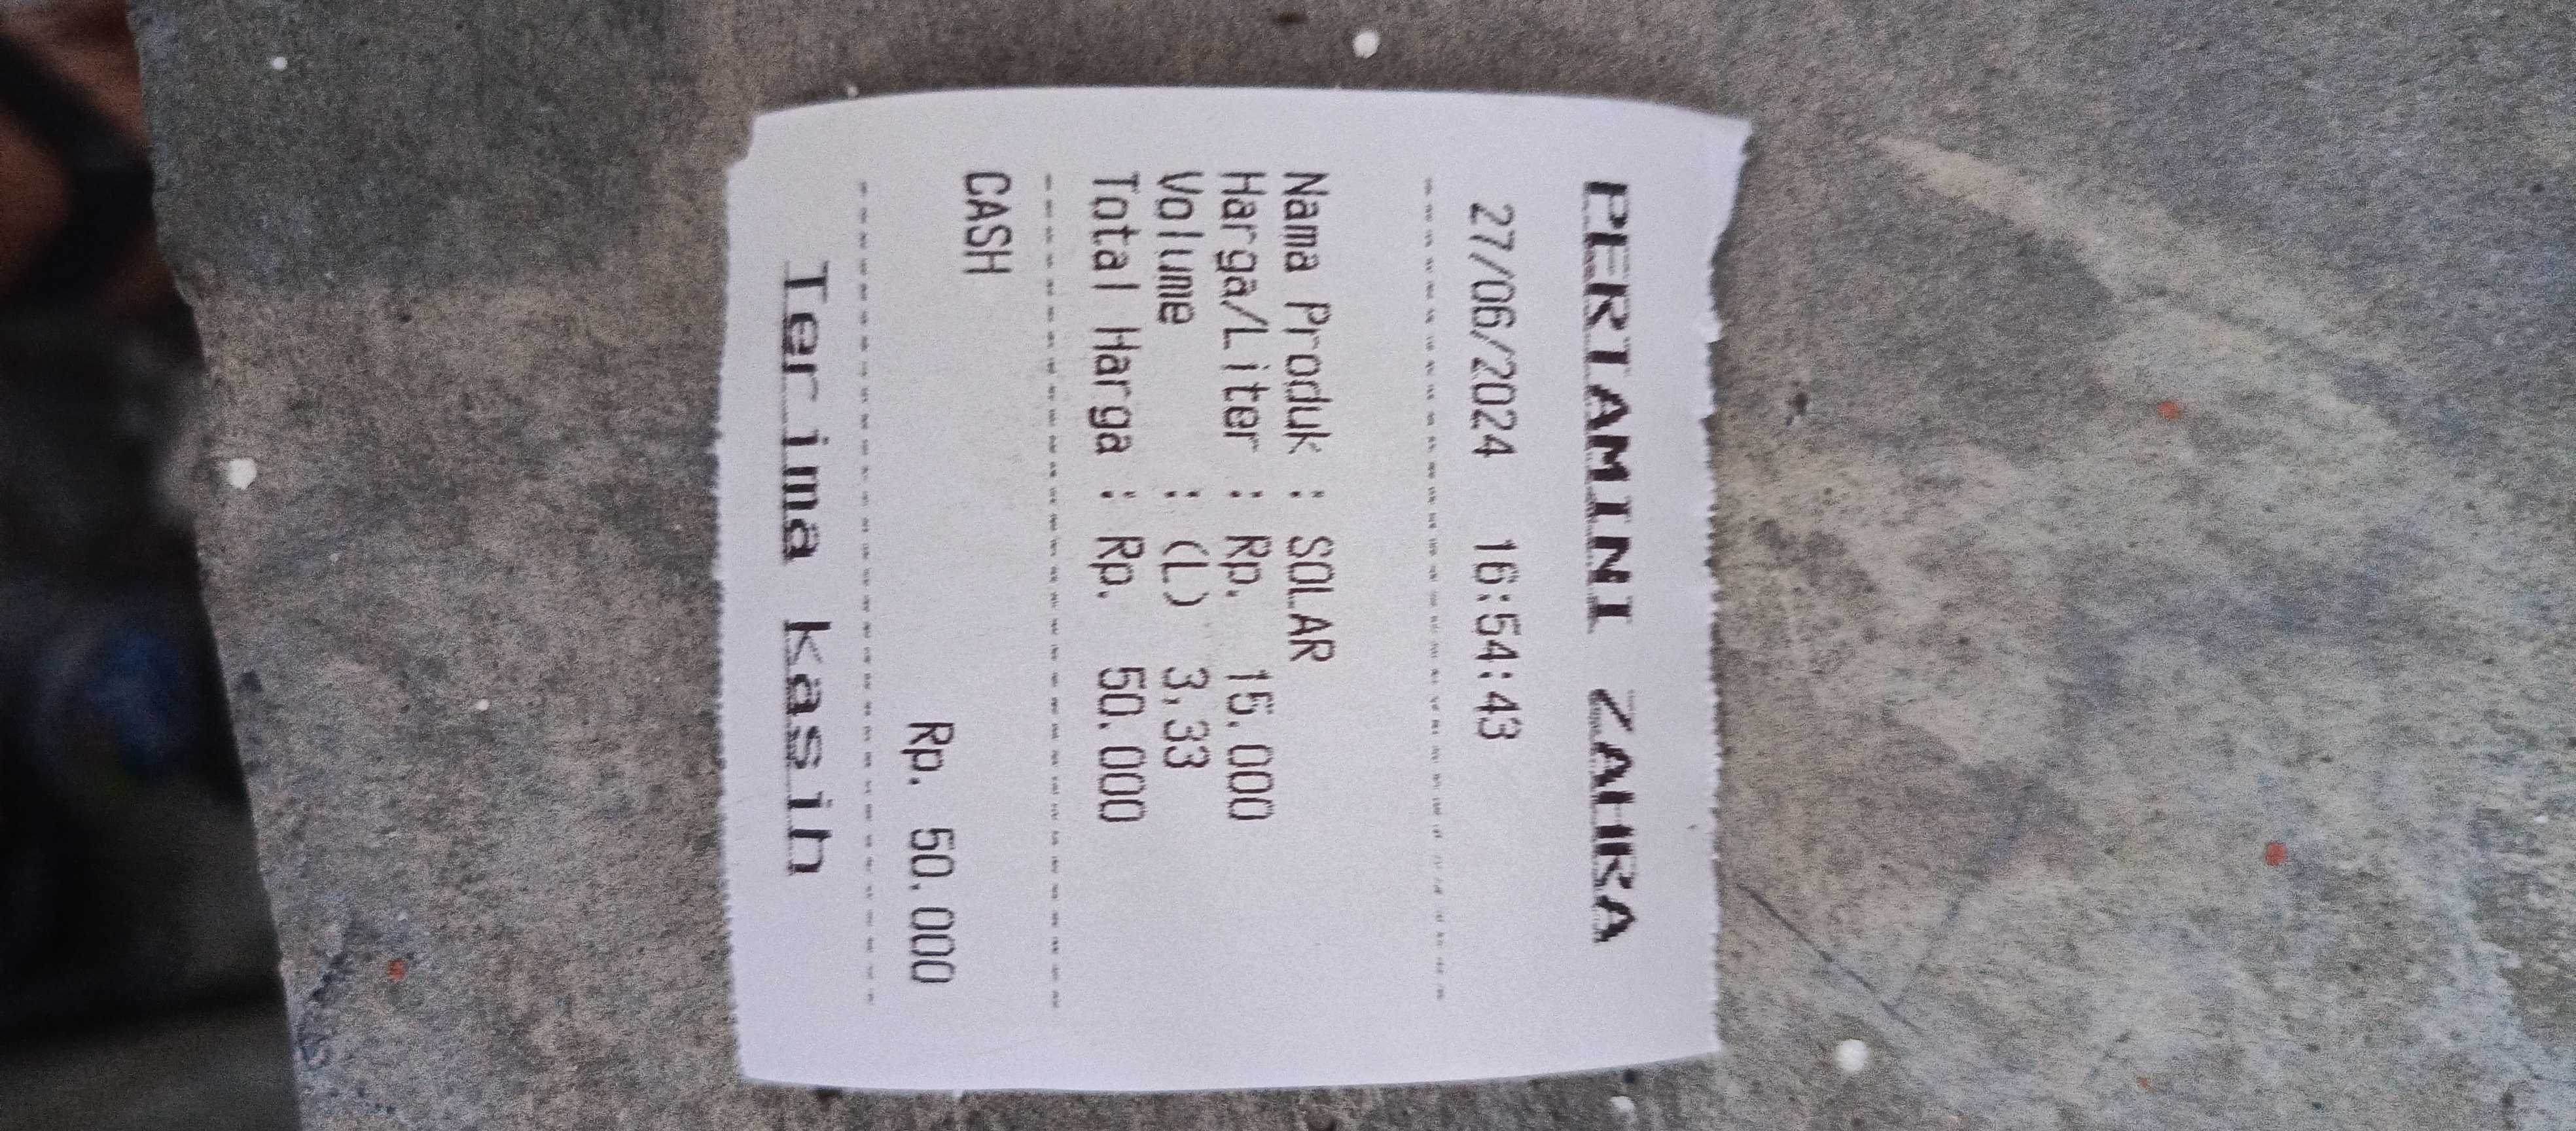 PERTAMINI ZAHRA
27/06/2024 16:54:43
--------------------------------
Nama Produk : SOLAR
Harga/Liter : Rp. 15.000
Volume : (L) 3,33
Total Harga : Rp. 50.000
--------------------------------
CASH
Rp. 50.000
--------------------------------
Terima Kasih